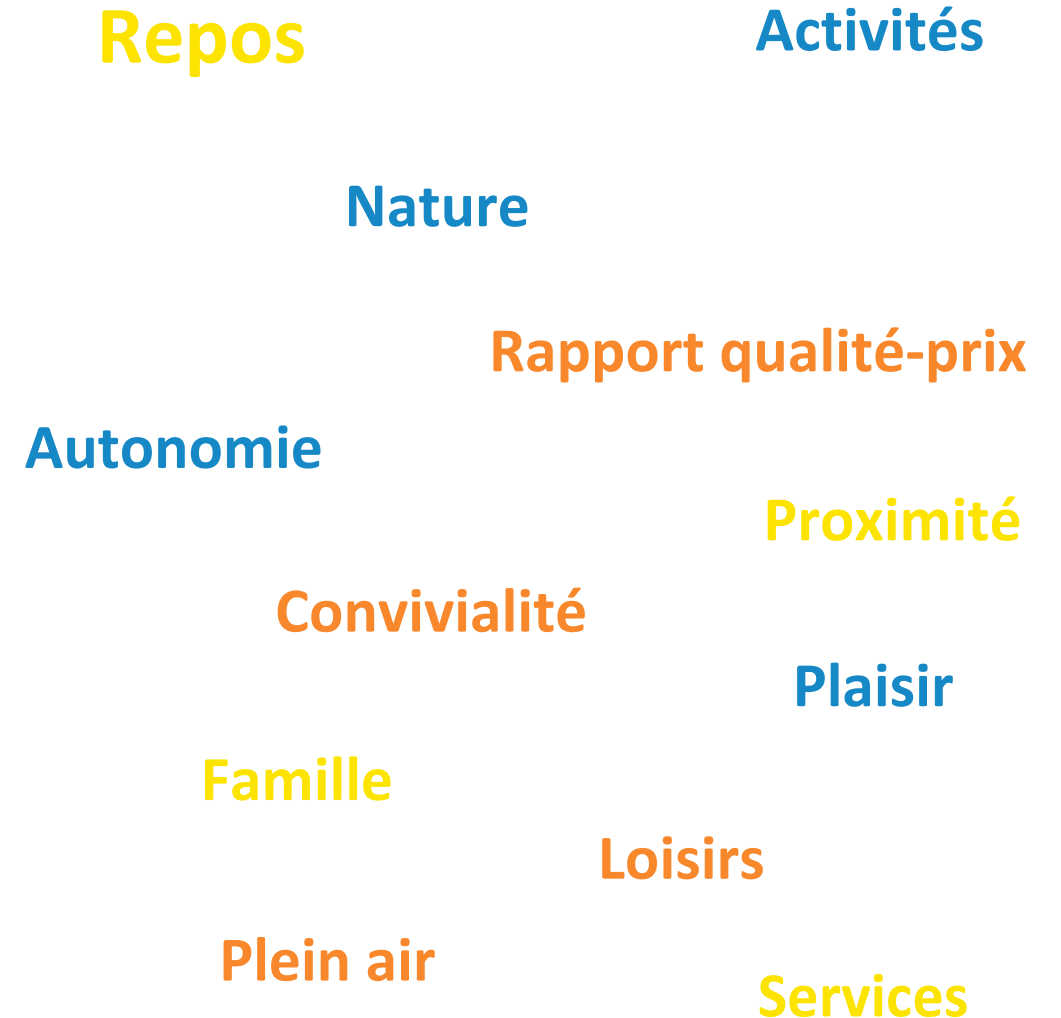 Repos
Activités
Nature
Rapport qualité-prix
Autonomie
Proximité
Convivialité
Plaisir
Famille
Loisirs
Plein air
Services